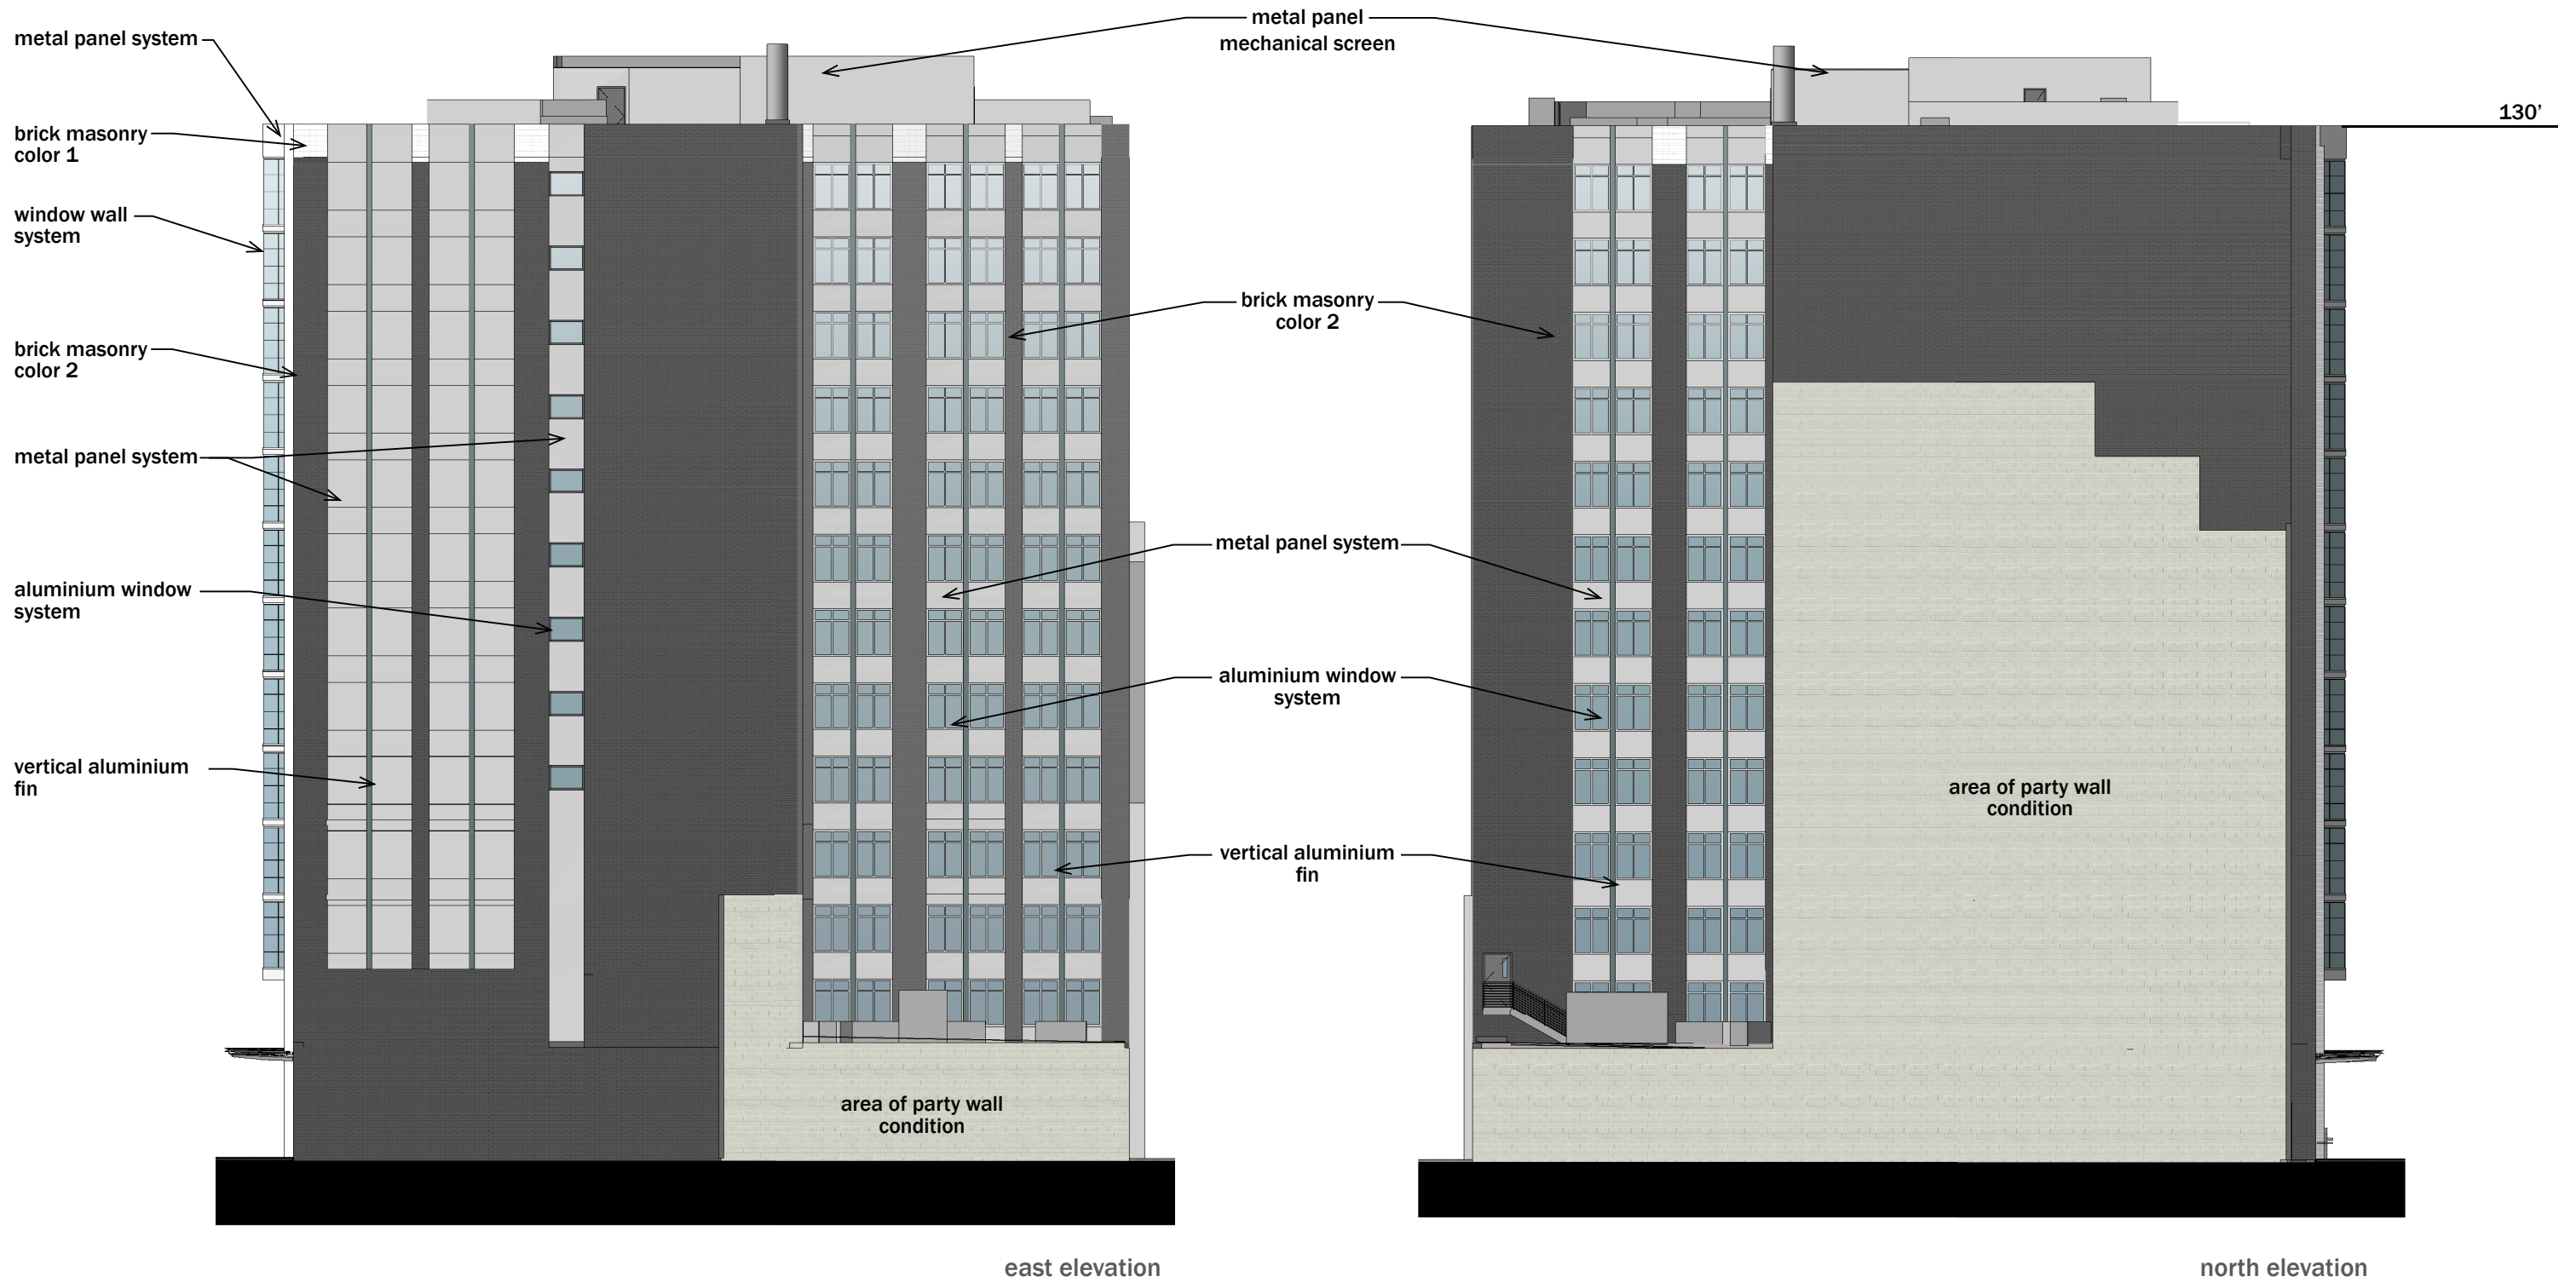 metal panel system
brick masonry
color 1
window wall
system
brick masonry
color 2
metal panel system
aluminium window
system
vertical aluminium
fin
metal panel
mechanical screen
brick masonry
color 2
metal panel system
aluminium window
system
vertical aluminium
fin
area of party wall
condition
area of party wall
condition
130’
east elevation
north elevation